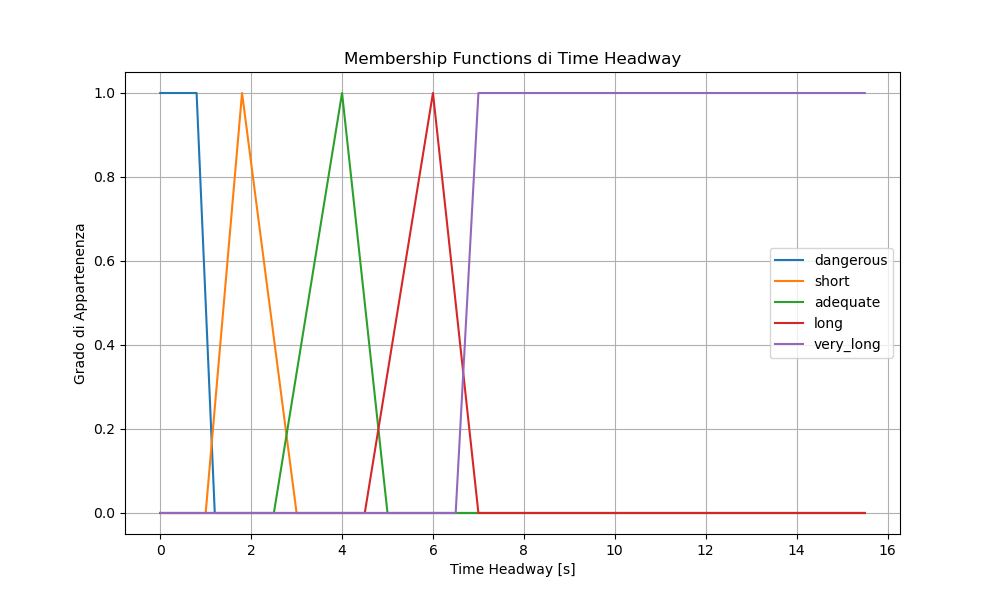 Membership Functions di Time Headway
Grado di Appartenenza
1.0
0.8
0.6
0.4
0.2
0.0
dangerous
short
adequate
long
very_long
0 2 4 6 8 10 12 14 16
Time Headway [s]